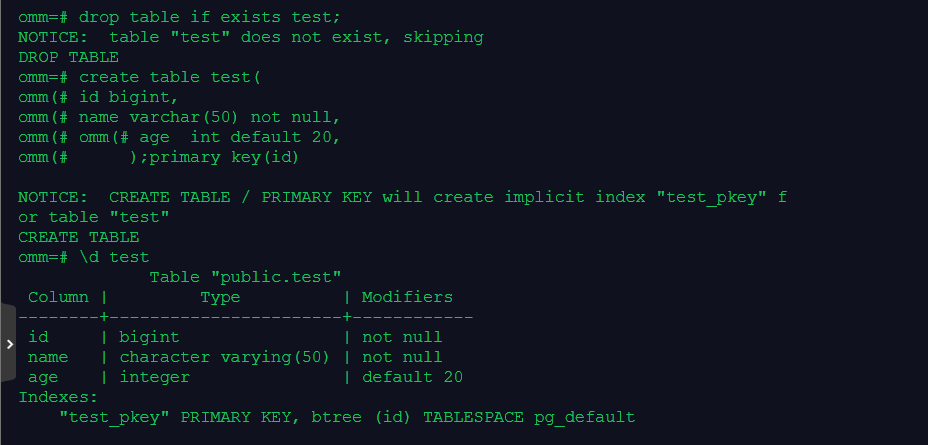 omm=# drop table if exists test;
NOTICE:  table "test" does not exist, skipping
DROP TABLE
omm=# create table test(
omm(# id bigint,
omm(# name varchar(50) not null,
omm(# omm(# age  int default 20,
omm(#      );primary key(id)
NOTICE:  CREATE TABLE / PRIMARY KEY will create implicit index "test_pkey" f
or table "test"
CREATE TABLE
omm=# \d test
             Table "public.test"
 Column |         Type          | Modifiers
--------+-----------------------+------------
 id     | bigint                | not null
 name   | character varying(50) | not null
 age    | integer               | default 20
Indexes:
    "test_pkey" PRIMARY KEY, btree (id) TABLESPACE pg_default